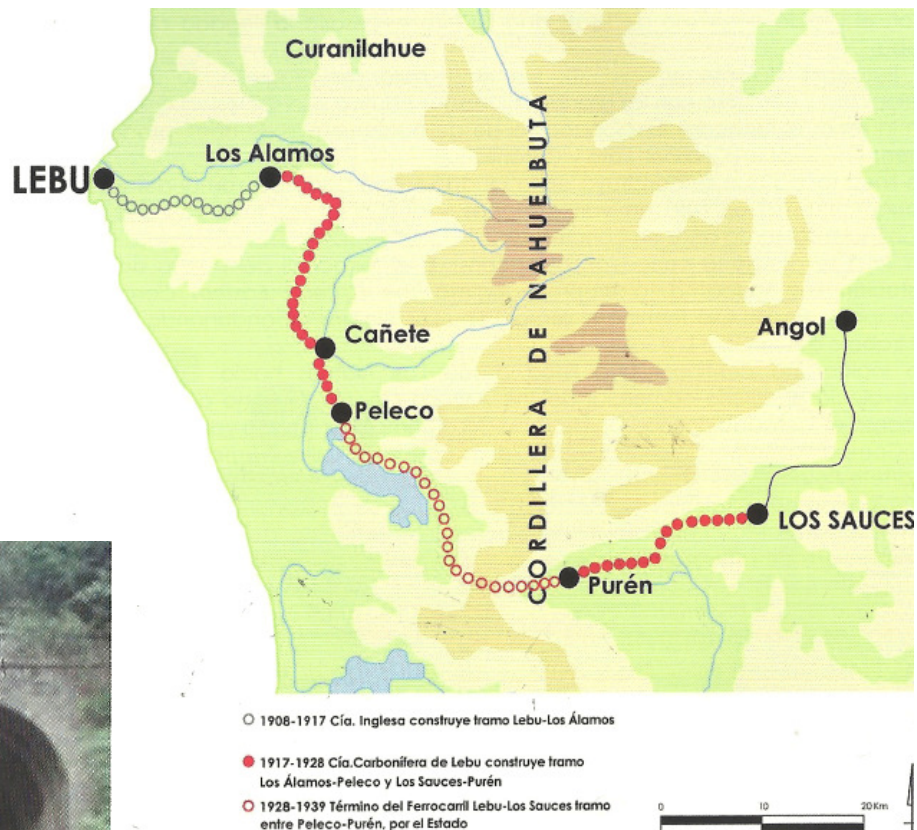 Curanilahue
Los Alamos
LEBU
CORDILLERA DE NAHUELBUTA
Cañete
Angol
Peleco
LOS SAUCES
Purén
1908-1917 Cía. Inglesa construye tramo Lebu-Los Álamos
1917-1928 Cía.Carbonífera de Lebu construye tramo
Los Álamos-Peleco y Los Sauces-Purén
1928-1939 Término del Ferrocarril Lebu-Los Sauces tramo
entre Peleco-Purén, por el Estado
0 10 20 Km